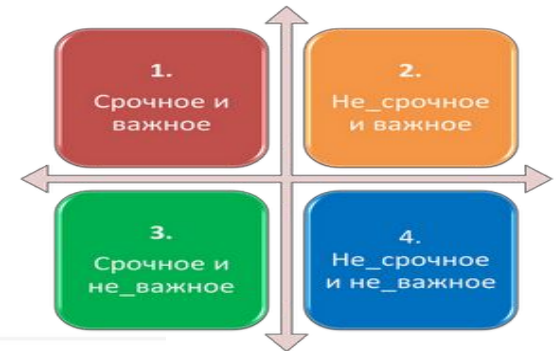 1.
Срочное и
важное
2.
Не_срочное
и важное
3.
Срочное и
не_важное
4.
Не_срочное
и не_важное